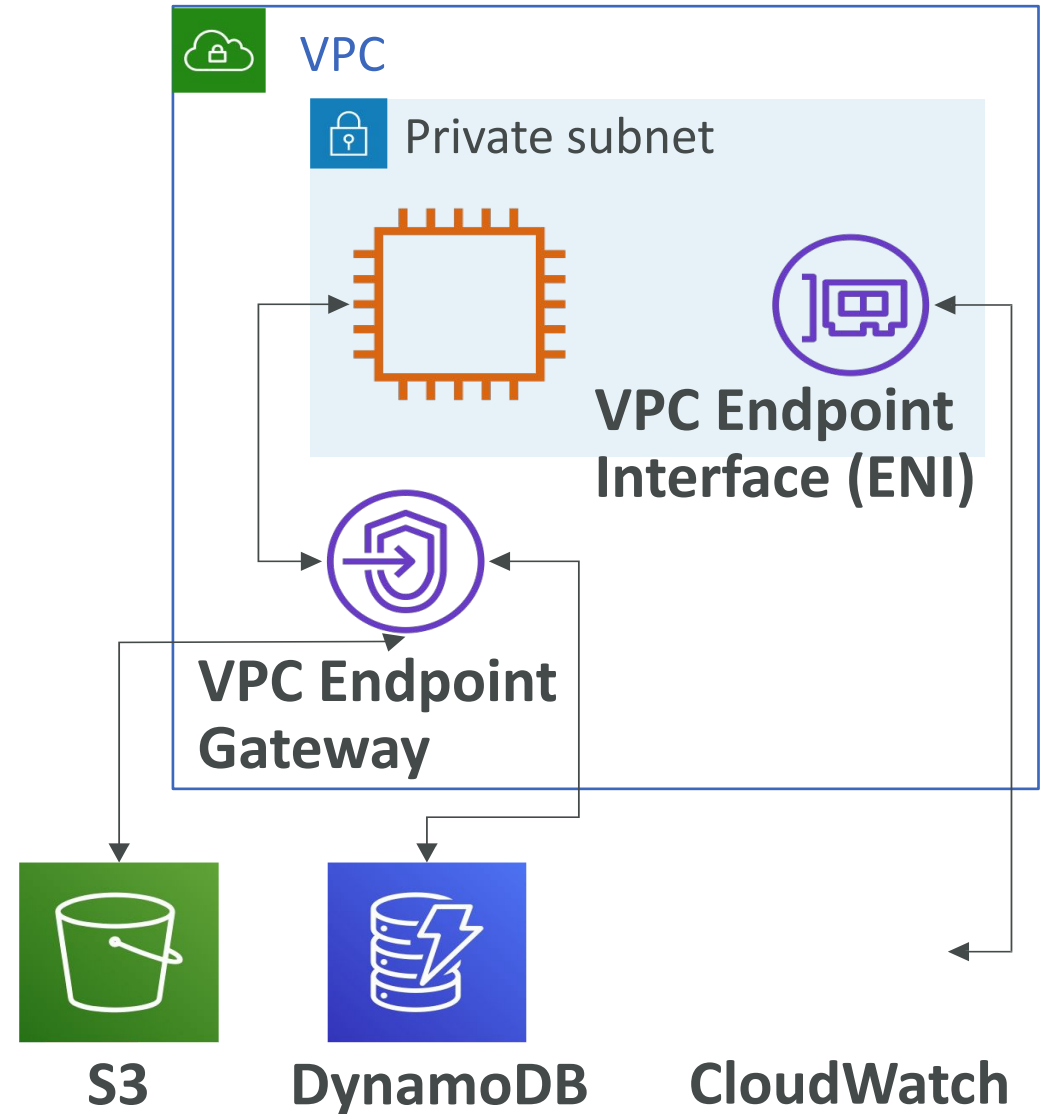 VPC
Private subnet
VPC Endpoint
Interface (ENI)
VPC Endpoint
Gateway
S3
DynamoDB
CloudWatch